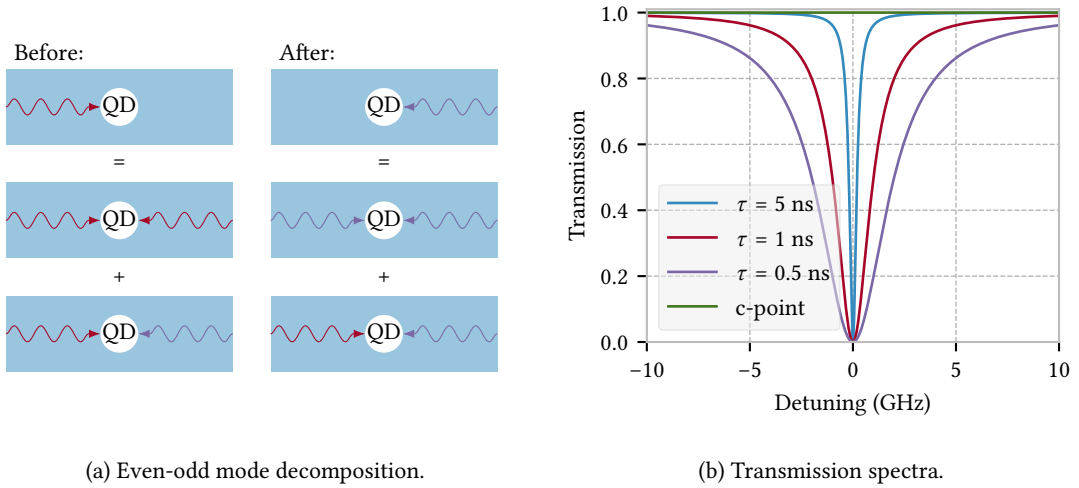 Before:
QD
=
QD
+
QD
After:
QD
=
QD
+
QD
(a) Even-odd mode decomposition.
Transmission
1.0
0.8
0.6
0.4
0.2
0.0
τ = 5 ns
τ = 1 ns
τ = 0.5 ns
c-point
−10
−5
0
5
10
Detuning (GHz)
(b) Transmission spectra.